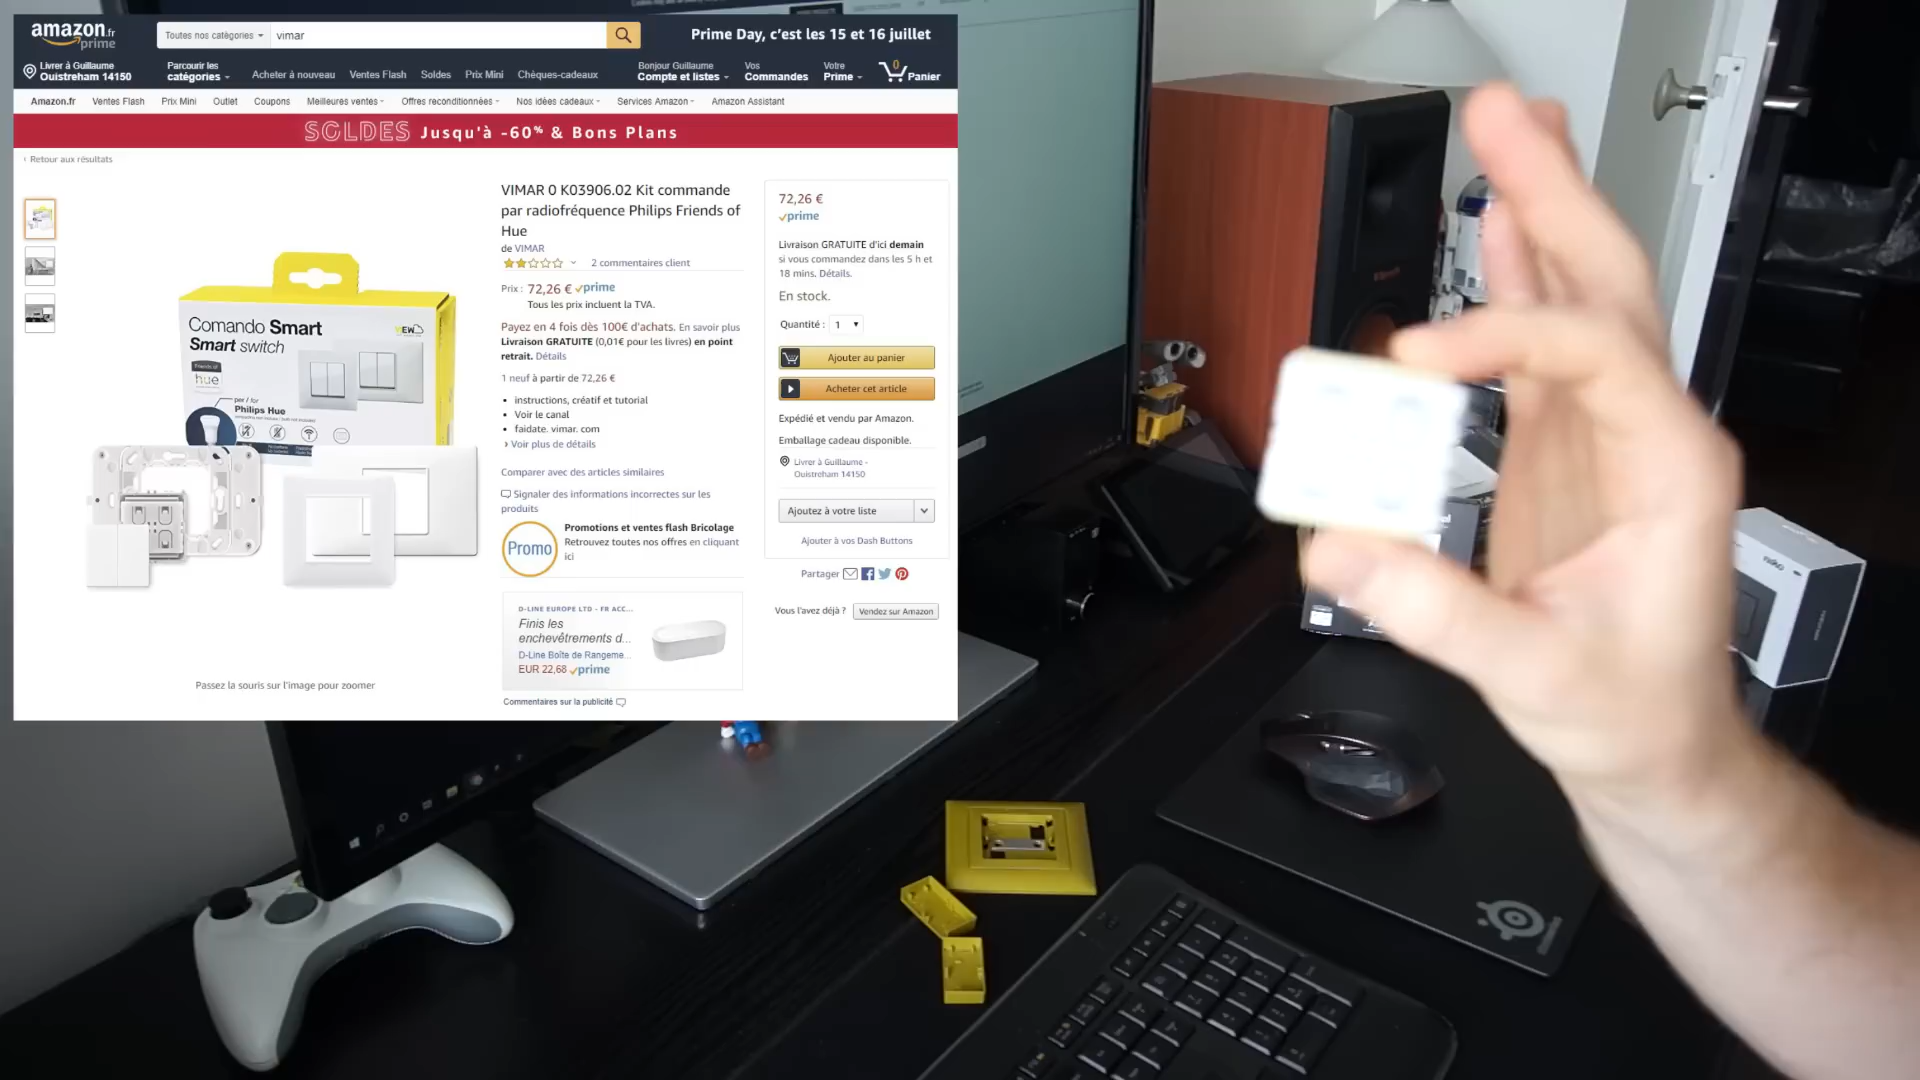 amazon.fr
prime
Toutes nos catégories
vimar
Prime Day, c'est les 15 et 16 juillet
Livrer à Guillaume
Ouistreham 14150
Parcourir les
catégories
Acheter à nouveau
Ventes Flash
Soldes
Prix Mini
Chèques-cadeaux
Bonjour Guillaume
Compte et listes
Vos
Commandes
Votre
Prime
0
Panier
Amazon.fr
Ventes Flash
Prix Mini
Outlet
Coupons
Meilleures ventes
Offres reconditionnées
Nos idées cadeaux
Services Amazon
Amazon Assistant
SOLDES Jusqu'à -60% & Bons Plans
‹ Retour aux résultats
Comando Smart
Smart switch
Friends of
hue
per / for
Philips Hue
Passez la souris sur l'image pour zoomer
VIMAR 0 K03906.02 Kit commande
par radiofréquence Philips Friends of
Hue
de VIMAR
2 commentaires client
Prix : 72,26 € prime
Tous les prix incluent la TVA.
Payez en 4 fois dès 100€ d'achats. En savoir plus
Livraison GRATUITE (0,01€ pour les livres) en point
retrait. Détails
1 neuf à partir de 72,26 €
• instructions, créatif et tutorial
• Voir le canal
• faidate. vimar. com
› Voir plus de détails
Comparer avec des articles similaires
Signaler des informations incorrectes sur les
produits
Promo
Promotions et ventes flash Bricolage
Retrouvez toutes nos offres en cliquant
ici
D-LINE EUROPE LTD - FR ACC...
Finis les
enchevêtrements d...
D-Line Boîte de Rangeme...
EUR 22,68 prime
Commentaires sur la publicité
72,26 €
prime
Livraison GRATUITE d'ici demain
si vous commandez dans les 5 h et
18 mins. Détails.
En stock.
Quantité : 1
Ajouter au panier
Acheter cet article
Expédié et vendu par Amazon.
Emballage cadeau disponible.
Livrer à Guillaume -
Ouistreham 14150
Ajoutez à votre liste
Ajouter à vos Dash Buttons
Partager
Vous l'avez déjà ? Vendez sur Amazon